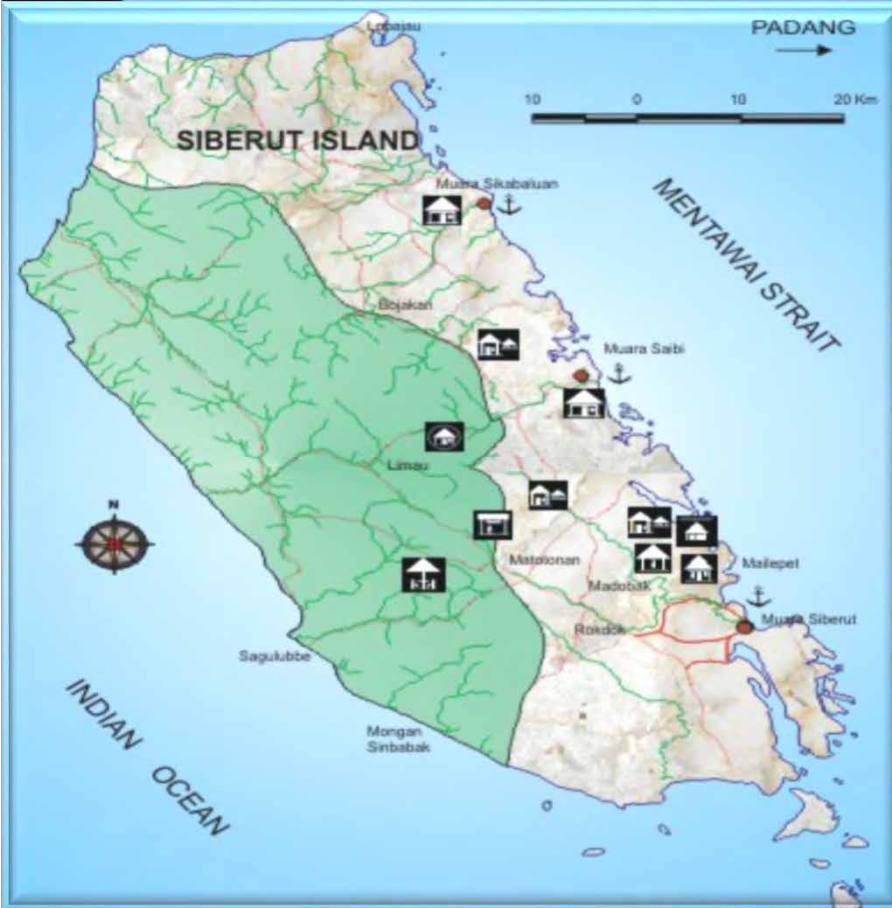 Labajau
PADANG
10 0 10 20 Km
SIBERUT ISLAND
Muara Sikabaluan
MENTAWAI STRAIT
Bojakan
Muara Saibi
Limau
N
Matotonan
Mailepet
Madobak
Muara Siberut
Rokdok
Sagulubbe
INDIAN OCEAN
Mongan
Sinbabak